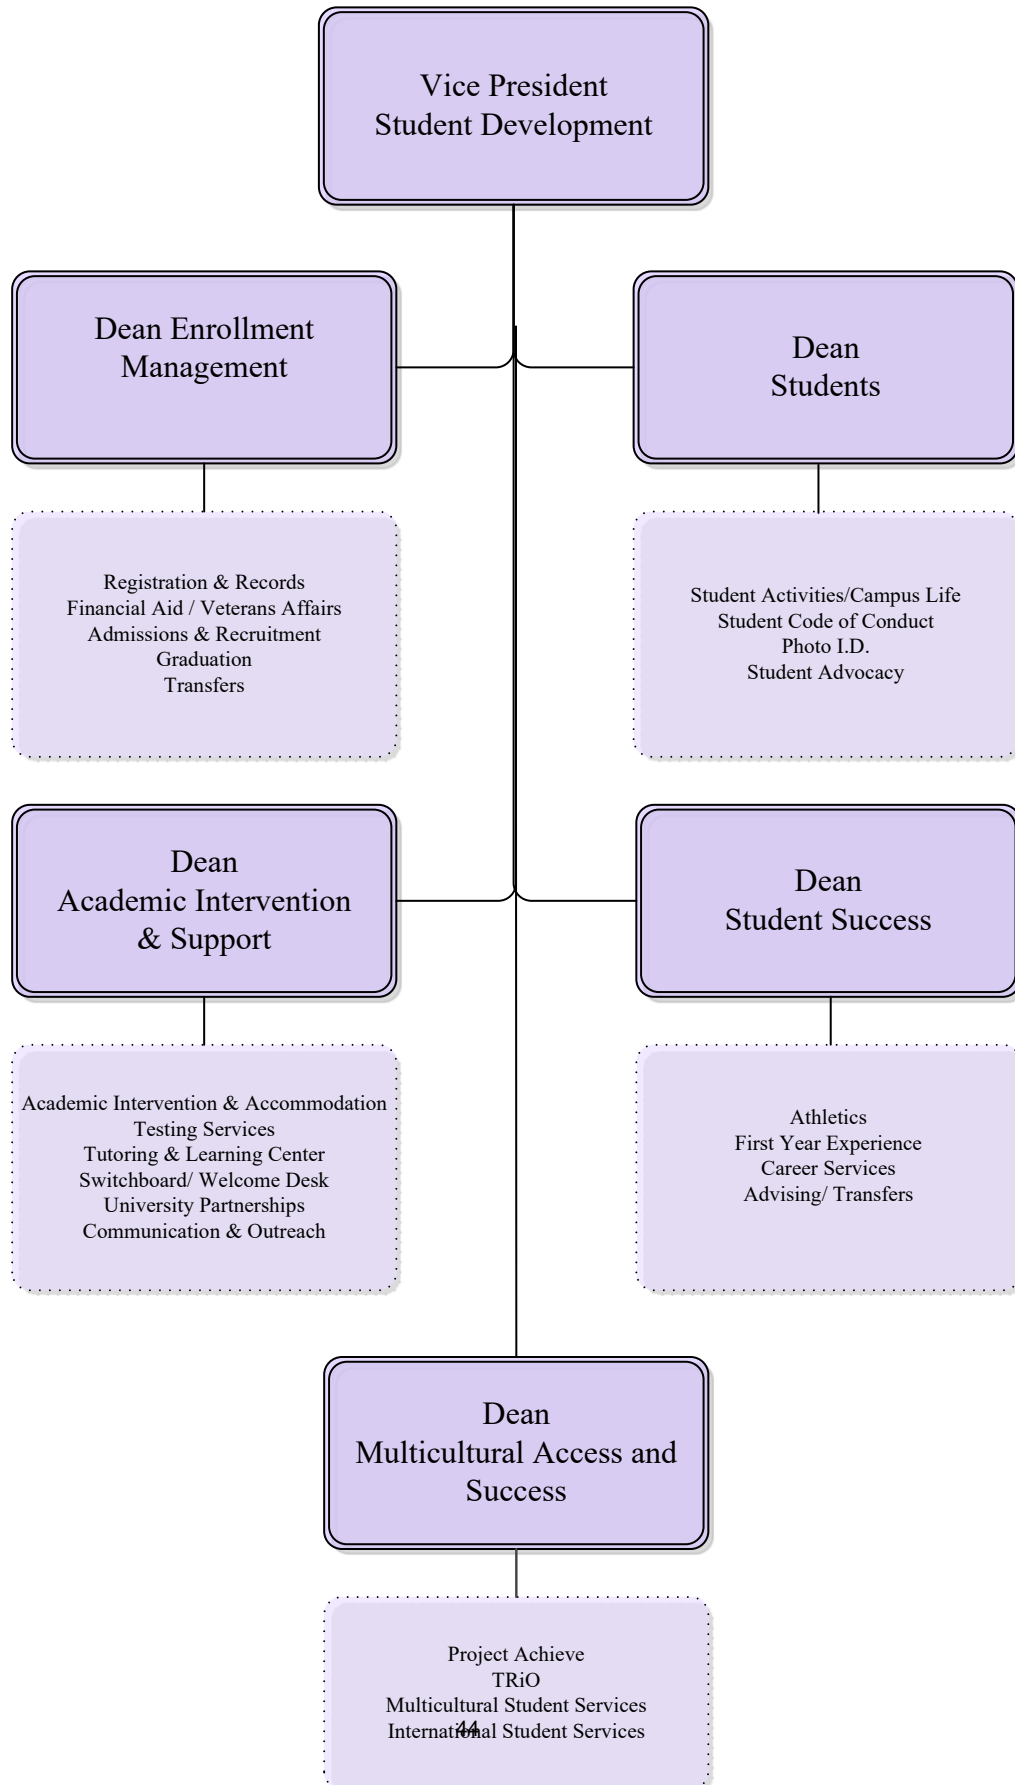 Vice President
Student Development
Dean Enrollment
Management
Dean
Students
Registration & Records
Financial Aid / Veterans Affairs
Admissions & Recruitment
Graduation
Transfers
Student Activities/Campus Life
Student Code of Conduct
Photo I.D.
Student Advocacy
Dean
Academic Intervention
& Support
Dean
Student Success
Academic Intervention & Accommodation
Testing Services
Tutoring & Learning Center
Switchboard/ Welcome Desk
University Partnerships
Communication & Outreach
Athletics
First Year Experience
Career Services
Advising/ Transfers
Dean
Multicultural Access and
Success
Project Achieve
TRiO
Multicultural Student Services
International Student Services
44